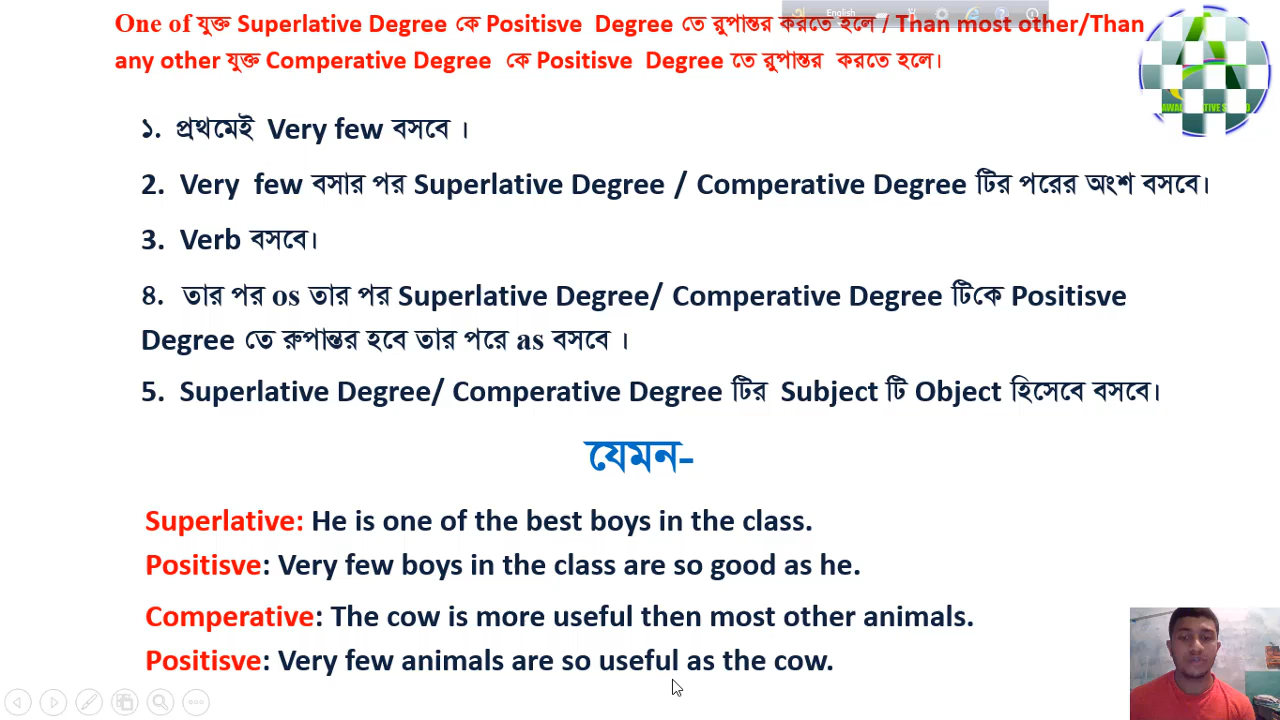 English
One of যুক্ত Superlative Degree কে Positisve Degree তে রুপান্তর করতে হলে / Than most other/Than
any other যুক্ত Comperative Degree কে Positisve Degree তে রুপান্তর করতে হলে।
১. প্রথমেই Very few বসবে ।
2. Very few বসার পর Superlative Degree / Comperative Degree টির পরের অংশ বসবে।
3. Verb বসবে।
8. তার পর os তার পর Superlative Degree/ Comperative Degree টিকে Positisve
Degree তে রুপান্তর হবে তার পরে as বসবে ।
5. Superlative Degree/ Comperative Degree টির Subject টি Object হিসেবে বসবে।
যেমন-
Superlative: He is one of the best boys in the class.
Positisve: Very few boys in the class are so good as he.
Comperative: The cow is more useful then most other animals.
Positisve: Very few animals are so useful as the cow.